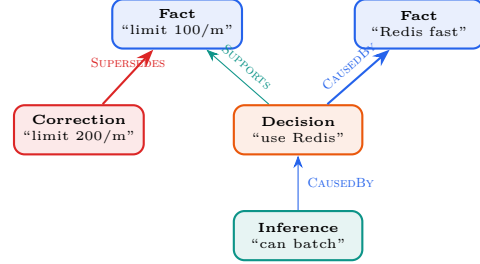 Fact
“limit 100/m”
Fact
“Redis fast”
Supersedes
Supports
CausedBy
Correction
“limit 200/m”
Decision
“use Redis”
CausedBy
Inference
“can batch”